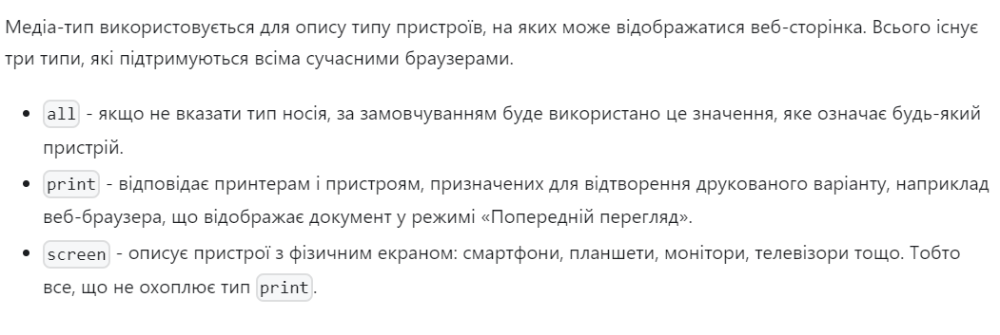 Медіа-тип використовується для опису типу пристроїв, на яких може відображатися веб-сторінка. Всього існує
три типи, які підтримуються всіма сучасними браузерами.
• all - якщо не вказати тип носія, за замовчуванням буде використано це значення, яке означає будь-який
пристрій.
• print - відповідає принтерам і пристроям, призначених для відтворення друкованого варіанту, наприклад
веб-браузера, що відображає документ у режимі «Попередній перегляд».
• screen - описує пристрої з фізичним екраном: смартфони, планшети, монітори, телевізори тощо. Тобто
все, що не охоплює тип print.